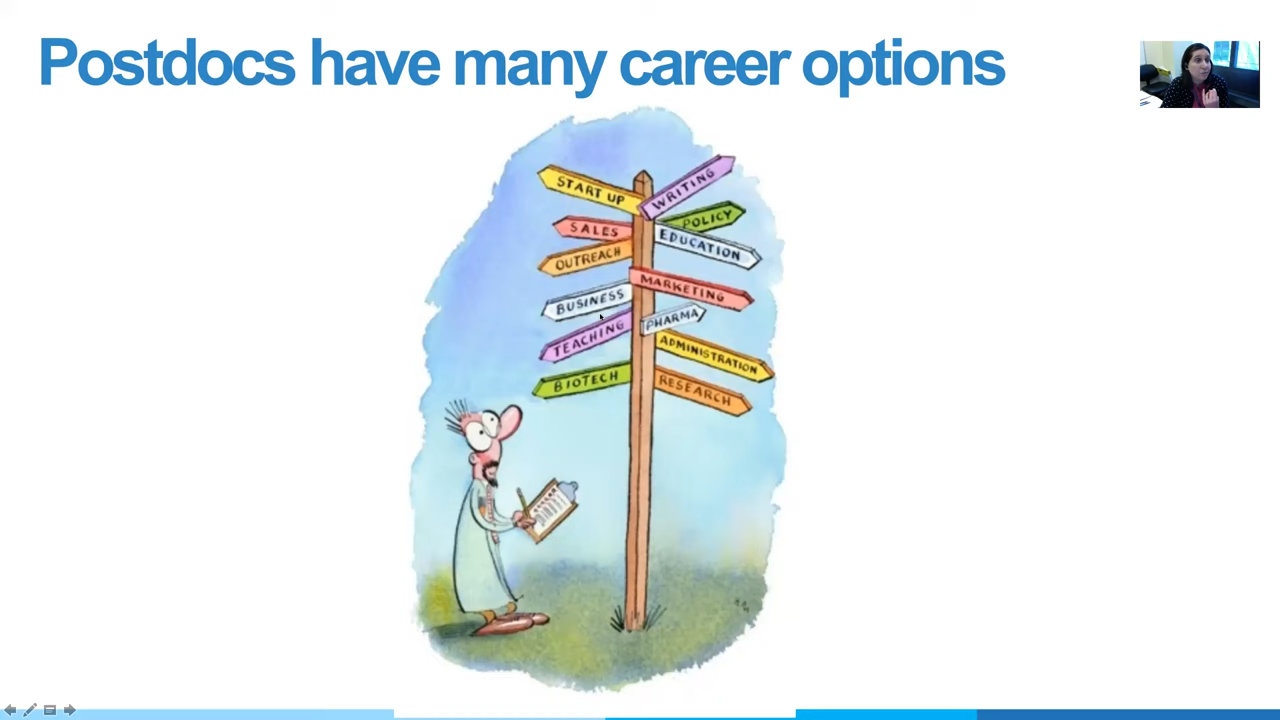 Postdocs have many career options
START UP
WRITING
POLICY
SALES
EDUCATION
OUTREACH
MARKETING
BUSINESS
PHARMA
TEACHING
ADMINISTRATION
BIOTECH
RESEARCH